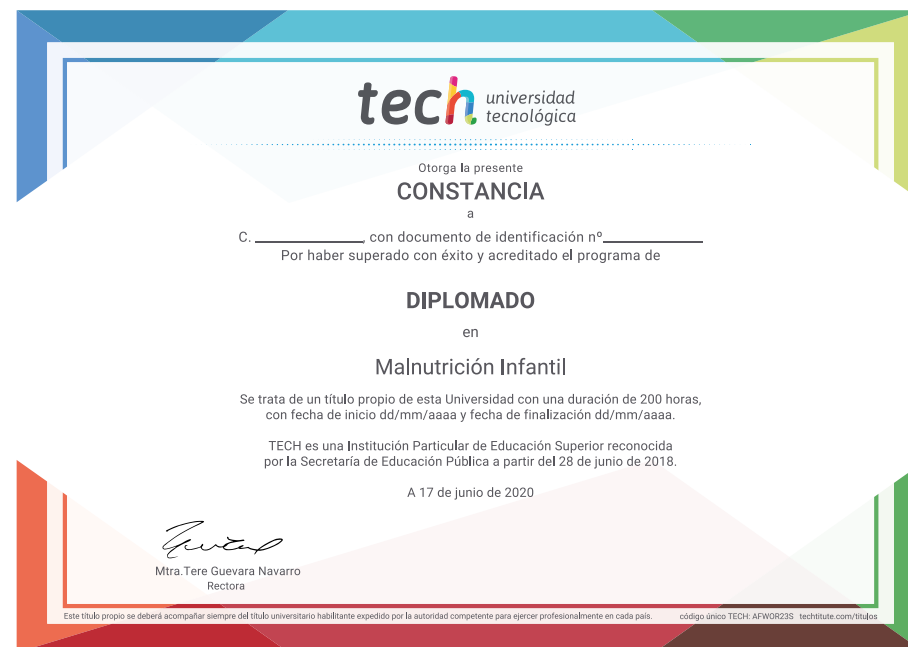 tech universidad
tecnológica
Otorga la presente
CONSTANCIA
a
C. ____________, con documento de identificación nº___________
Por haber superado con éxito y acreditado el programa de
DIPLOMADO
en
Malnutrición Infantil
Se trata de un título propio de esta Universidad con una duración de 200 horas,
con fecha de inicio dd/mm/aaaa y fecha de finalización dd/mm/aaaa.
TECH es una Institución Particular de Educación Superior reconocida
por la Secretaría de Educación Pública a partir del 28 de junio de 2018.
A 17 de junio de 2020
Mtra.Tere Guevara Navarro
Rectora
Este título propio se deberá acompañar siempre del título universitario habilitante expedido por la autoridad competente para ejercer profesionalmente en cada país. código único TECH: AFWOR23S techtitute.com/titulos